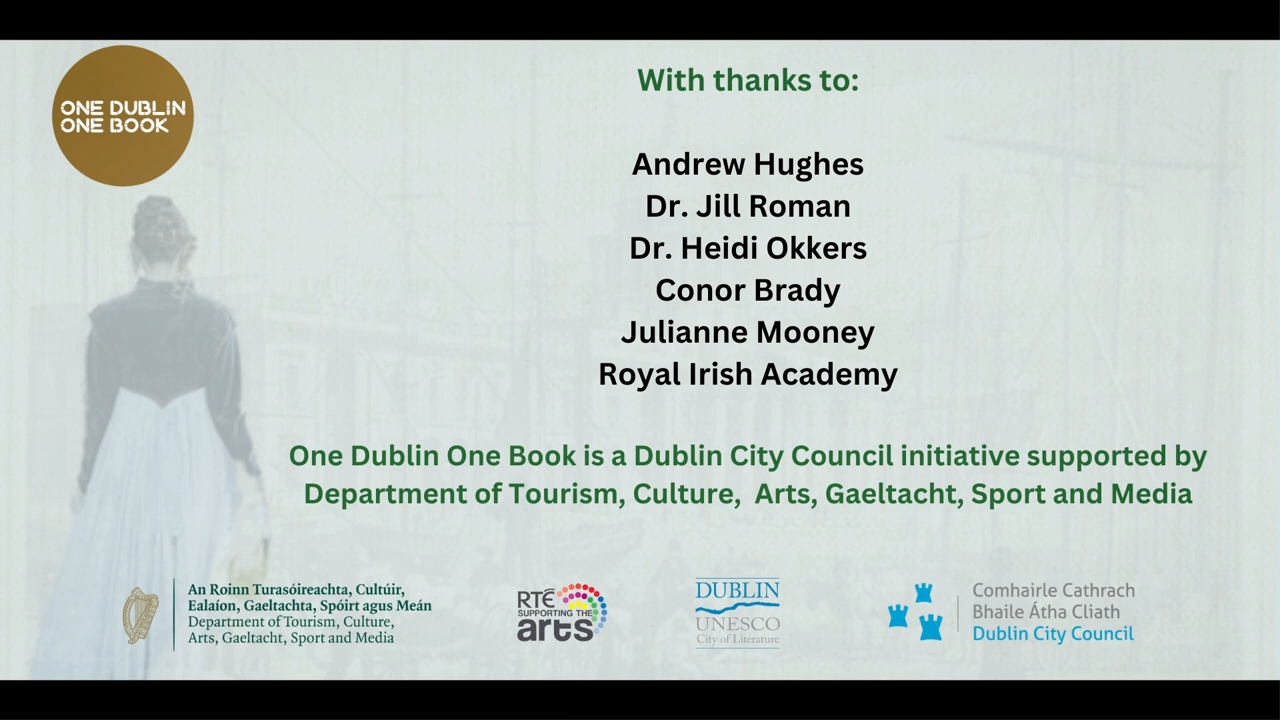 ONE DUBLIN
ONE BOOK
With thanks to:
Andrew Hughes
Dr. Jill Roman
Dr. Heidi Okkers
Conor Brady
Julianne Mooney
Royal Irish Academy
One Dublin One Book is a Dublin City Council initiative supported by
Department of Tourism, Culture,  Arts, Gaeltacht, Sport and Media
An Roinn Turasóireachta, Cultúir,
Ealaíon, Gaeltachta, Spóirt agus Meán
Department of Tourism, Culture,
Arts, Gaeltacht, Sport and Media
RTÉ
SUPPORTING THE
arts
DUBLIN
UNESCO
City of Literature
Comhairle Cathrach
Bhaile Átha Cliath
Dublin City Council